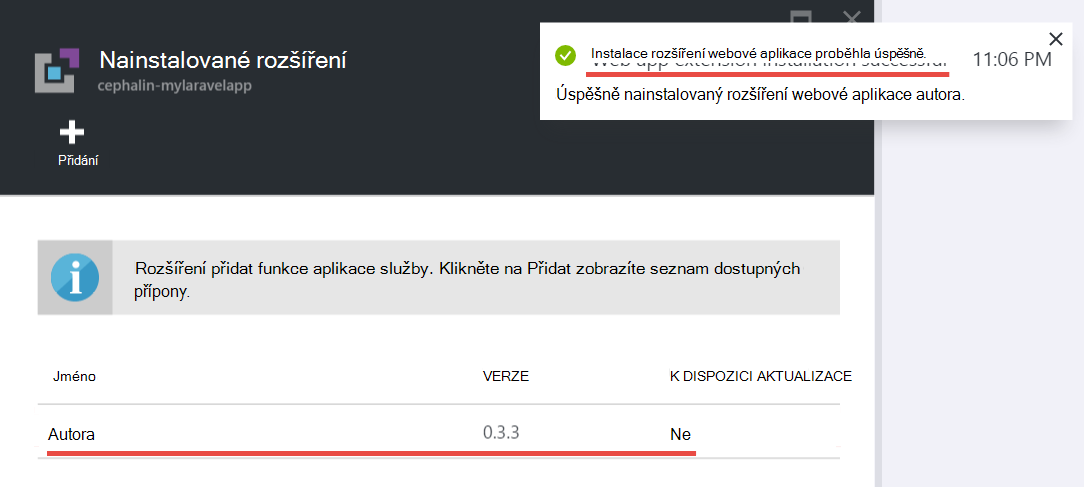 Nainstalované rozšíření
cephalin-mylaravelapp
Přidání
Instalace rozšíření webové aplikace proběhla úspěšně.
Web app extension installation successful
11:06 PM
Úspěšně nainstalovaný rozšíření webové aplikace autora.
Rozšíření přidat funkce aplikace služby. Klikněte na Přidat zobrazíte seznam dostupných
přípony.
Jméno VERZE K DISPOZICI AKTUALIZACE
Autora 0.3.3 Ne